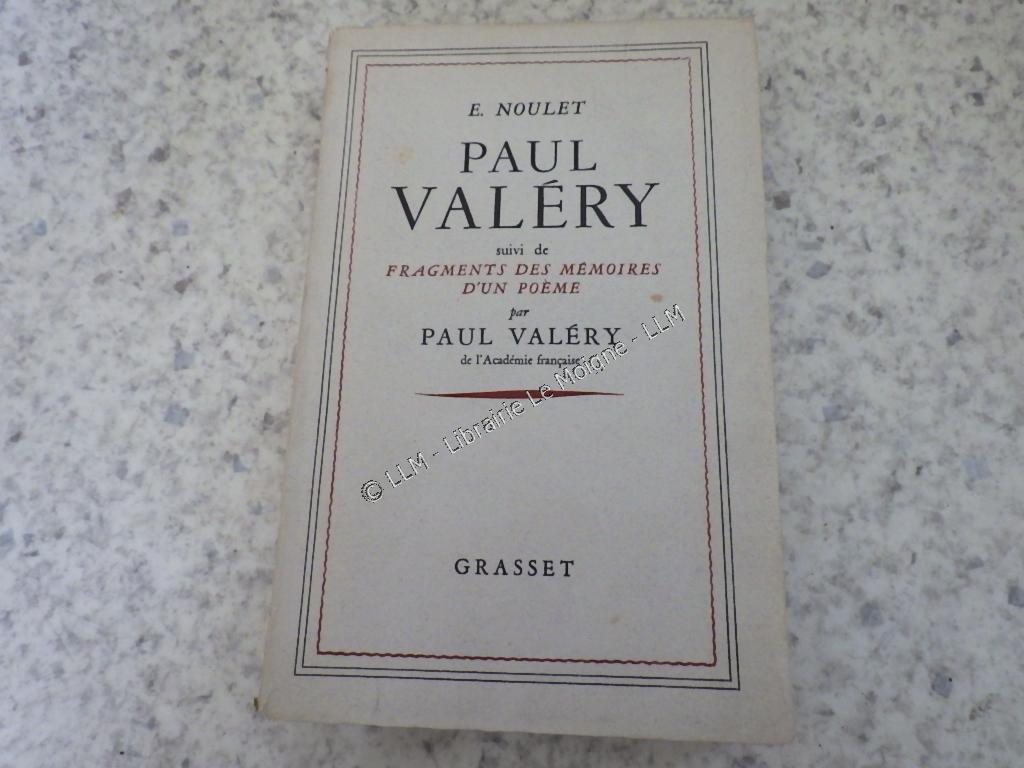 E. NOULET
PAUL
VALÉRY
suivi de
FRAGMENTS DES MÉMOIRES
D'UN POÈME
par
PAUL VALÉRY
de l'Académie française
GRASSET
© LLM - Librairie Le Moigne - LLM